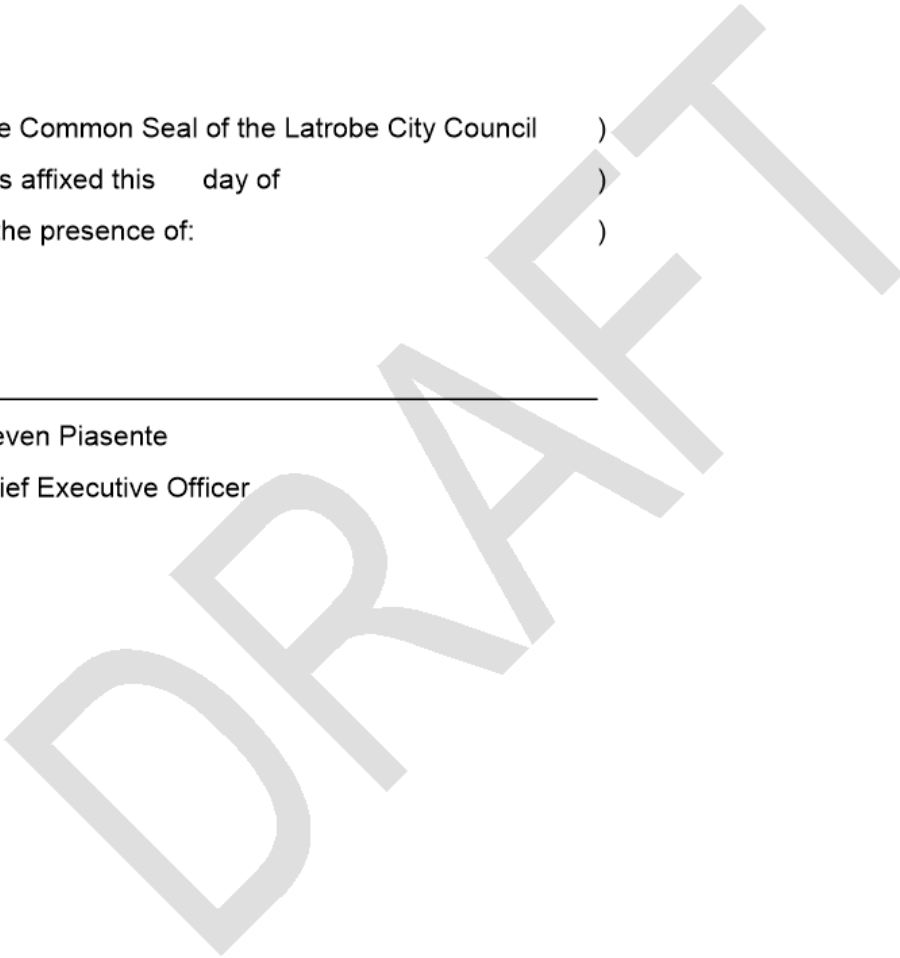 e Common Seal of the Latrobe City Council )
s affixed this day of )
the presence of: )
even Piasente
ief Executive Officer
DRAFT